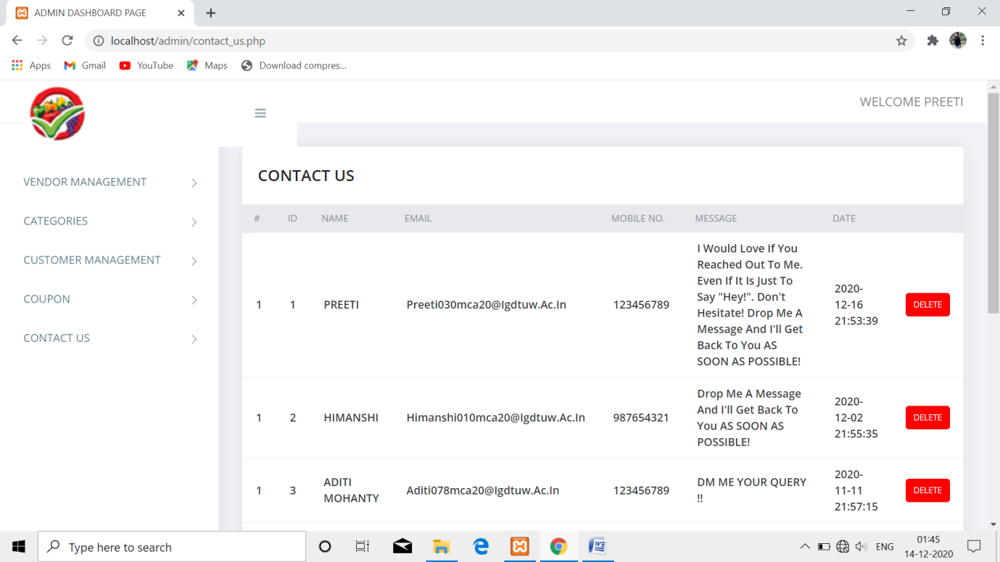 ADMIN DASHBOARD PAGE
localhost/admin/contact_us.php
Apps Gmail YouTube Maps Download compres...
WELCOME PREETI
VENDOR MANAGEMENT
CATEGORIES
CUSTOMER MANAGEMENT
COUPON
CONTACT US
CONTACT US
# ID NAME EMAIL MOBILE NO. MESSAGE DATE
I Would Love If You
Reached Out To Me.
Even If It Is Just To
Say "Hey!". Don't
Hesitate! Drop Me A
Message And I'll Get
Back To You AS
SOON AS POSSIBLE!
1 1 PREETI Preeti030mca20@Igdtuw.Ac.In 123456789
2020-
12-16
21:53:39
DELETE
Drop Me A Message
And I'll Get Back To
You AS SOON AS
POSSIBLE!
1 2 HIMANSHI Himanshi010mca20@Igdtuw.Ac.In 987654321
2020-
12-02
21:55:35
DELETE
1 3 ADITI
MOHANTY
Aditi078mca20@Igdtuw.Ac.In 123456789
DM ME YOUR QUERY
!!
2020-
11-11
21:57:15
DELETE
Type here to search
ENG
01:45
14-12-2020